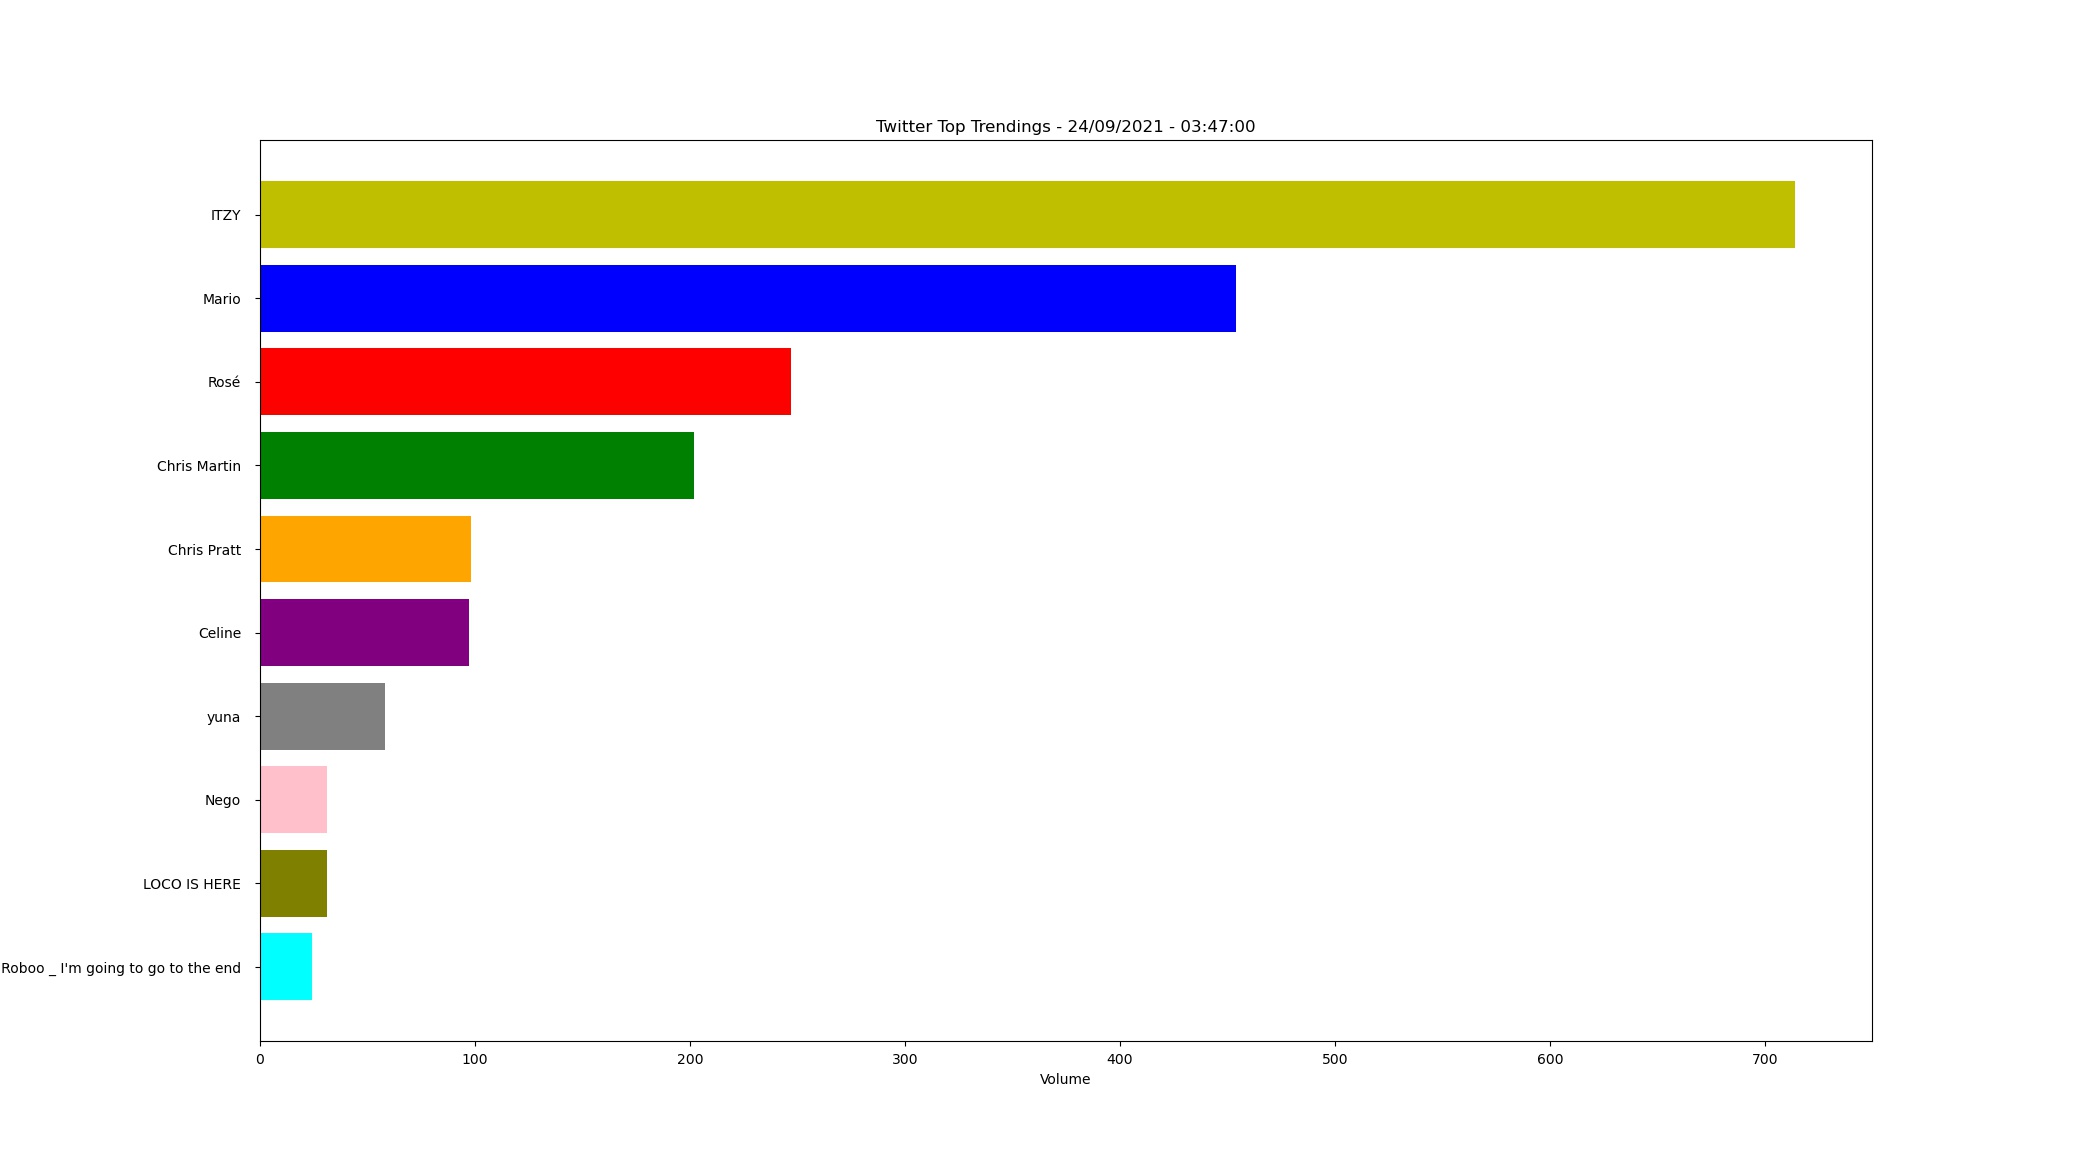 Twitter Top Trendings - 24/09/2021 - 03:47:00
ITZY
Mario
Rosé
Chris Martin
Chris Pratt
Celine
yuna
Nego
LOCO IS HERE
Roboo _ I'm going to go to the end
0 100 200 300 400 500 600 700
Volume